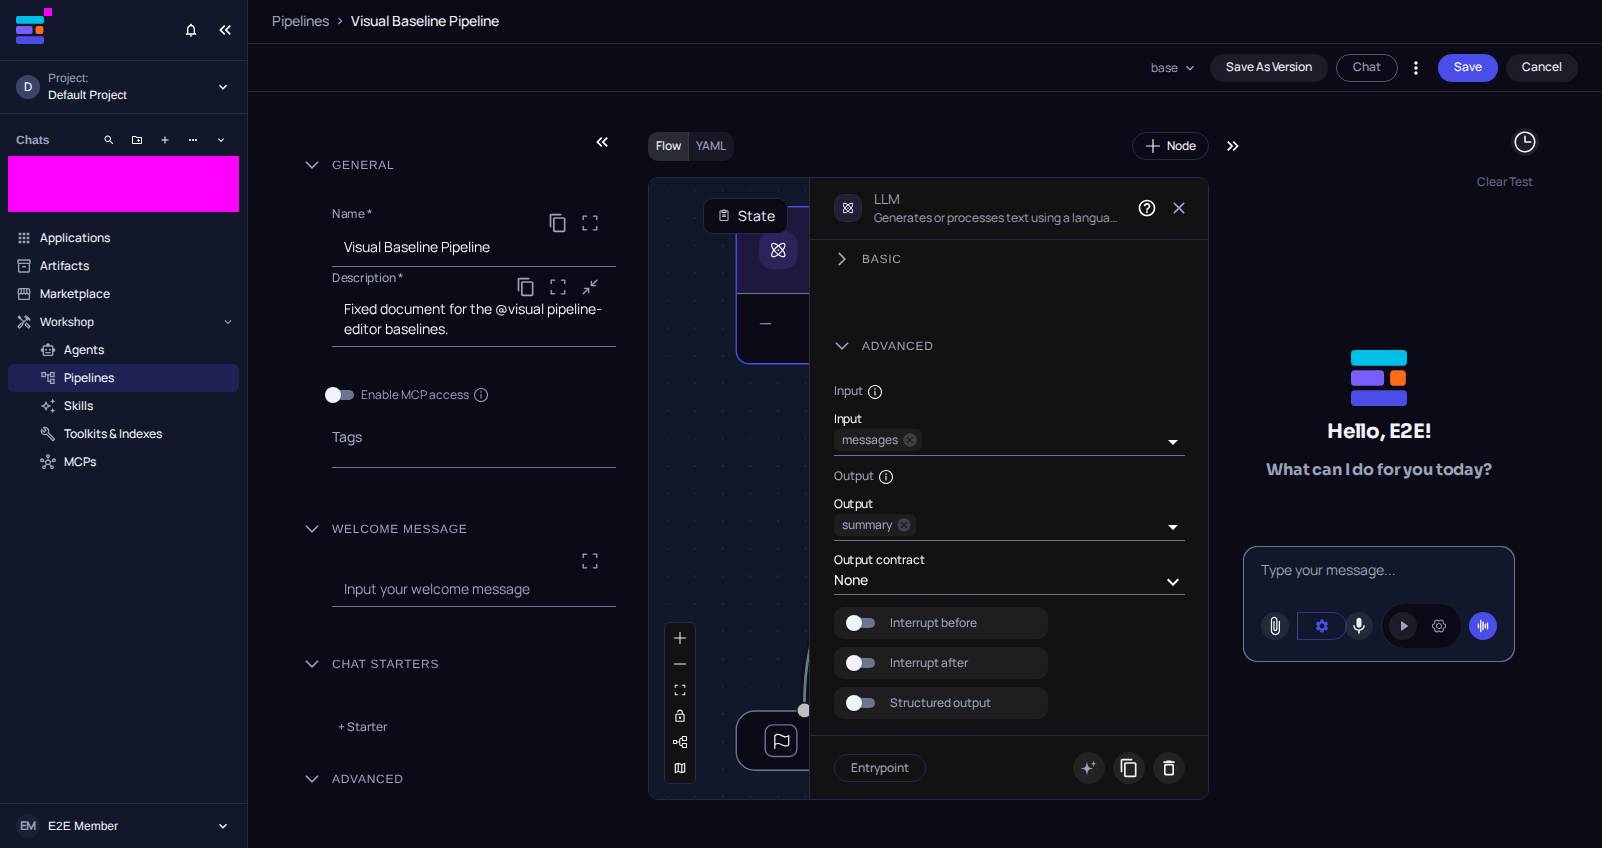 Project:
D
Default Project
Chats
Applications
Artifacts
Marketplace
Workshop
Agents
Pipelines
Skills
Toolkits & Indexes
MCPs
EM
E2E Member
Pipelines
Visual Baseline Pipeline
base
Save As Version
Chat
Save
Cancel
GENERAL
Name *
Visual Baseline Pipeline
Description *
Fixed document for the @visual pipeline-
editor baselines.
Enable MCP access
Tags
WELCOME MESSAGE
Input your welcome message
CHAT STARTERS
+ Starter
ADVANCED
Flow
YAML
Node
State
LLM
Generates or processes text using a langua...
BASIC
ADVANCED
Input
Input
messages
Output
Output
summary
Output contract
None
Interrupt before
Interrupt after
Structured output
Entrypoint
Clear Test
Hello, E2E!
What can I do for you today?
Type your message...